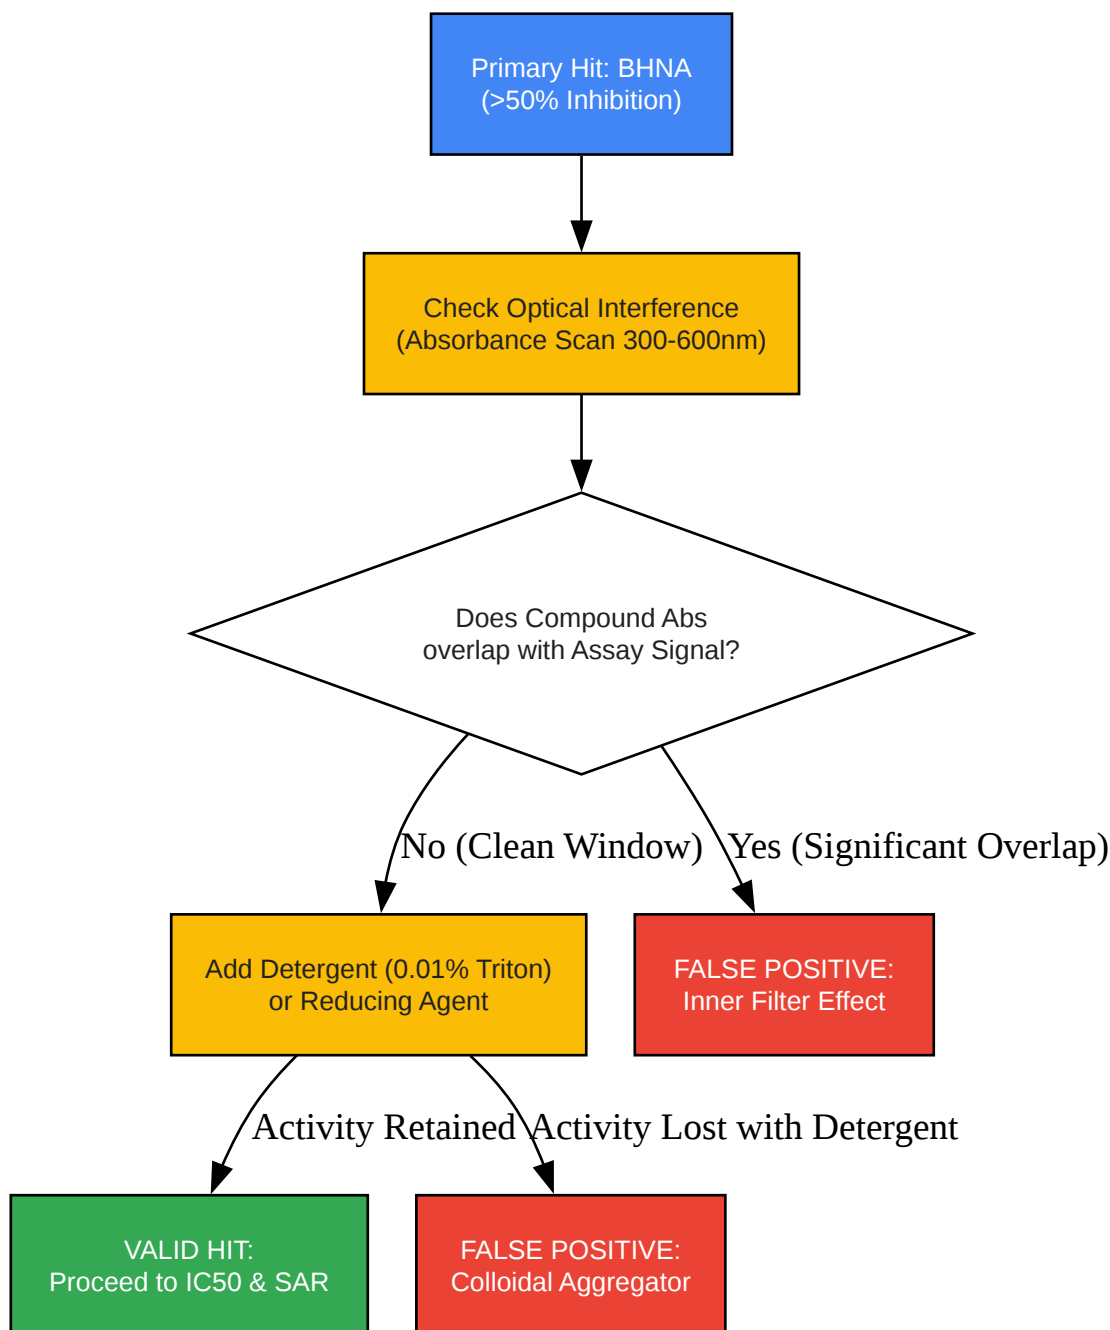 Primary Hit: BHNA
(>50% Inhibition)
Check Optical Interference
(Absorbance Scan 300-600nm)
Does Compound Abs
overlap with Assay Signal?
No (Clean Window)
Yes (Significant Overlap)
Add Detergent (0.01% Triton)
or Reducing Agent
FALSE POSITIVE:
Inner Filter Effect
Activity Retained
Activity Lost with Detergent
VALID HIT:
Proceed to IC50 & SAR
FALSE POSITIVE:
Colloidal Aggregator